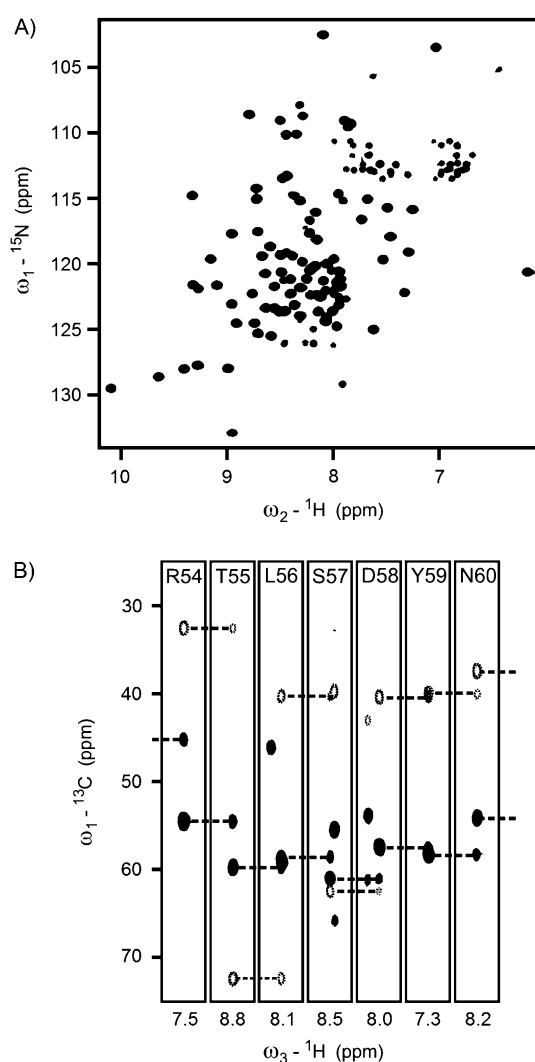 A)
105
110
115
120
125
130
ω1 - 15N (ppm)
10 9 8 7
ω2 - 1H (ppm)
B)
R54 T55 L56 S57 D58 Y59 N60
30
40
50
60
70
ω1 - 13C (ppm)
7.5 8.8 8.1 8.5 8.0 7.3 8.2
ω3 - 1H (ppm)